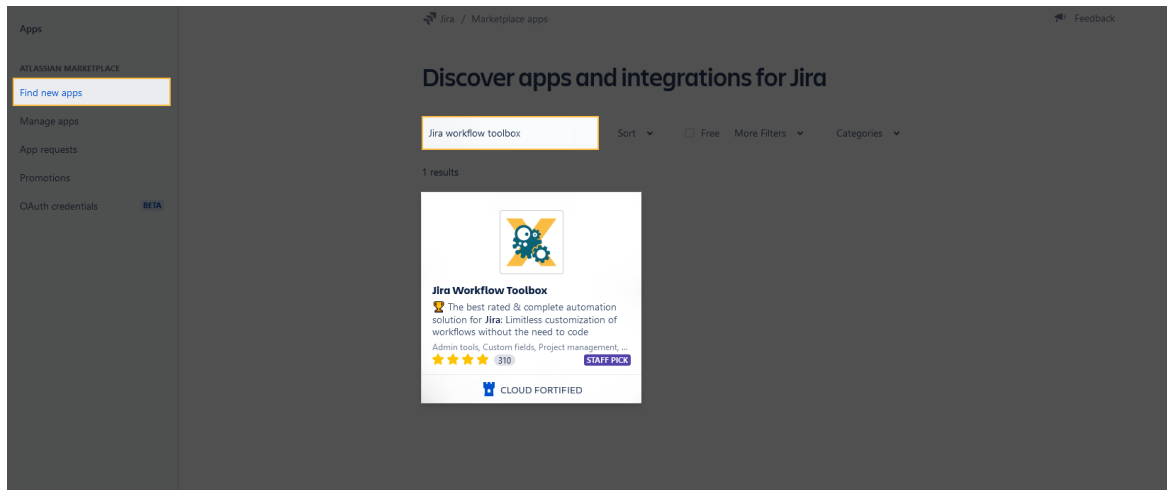 Apps
ATLASSIAN MARKETPLACE
Find new apps
Manage apps
App requests
Promotions
OAuth credentials BETA
Jira / Marketplace apps
Feedback
Discover apps and integrations for Jira
Jira workflow toolbox Sort Free More Filters Categories
1 results
Jira Workflow Toolbox
🏆 The best rated & complete automation
solution for Jira: Limitless customization of
workflows without the need to code
Admin tools, Custom fields, Project management, ...
310 STAFF PICK
CLOUD FORTIFIED